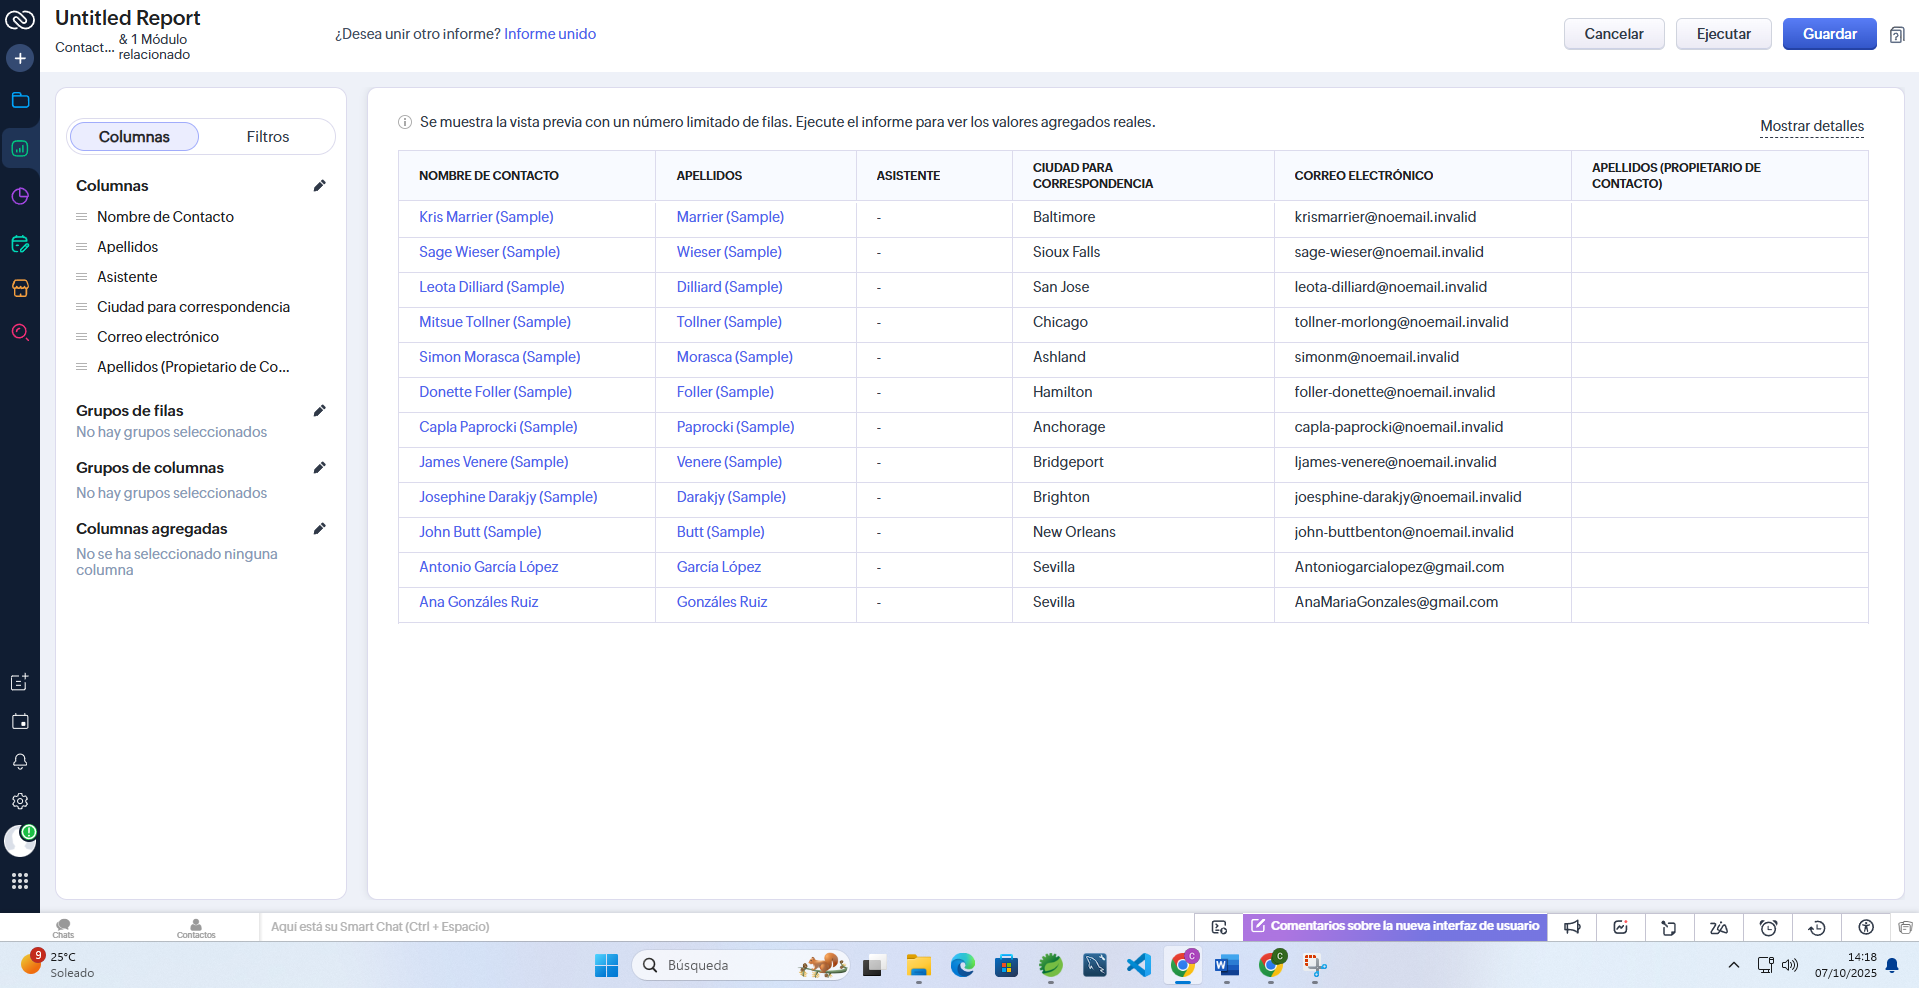 Untitled Report
Contact... & 1 Módulo relacionado
¿Desea unir otro informe? Informe unido
Cancelar
Ejecutar
Guardar
Columnas
Filtros
Columnas
Nombre de Contacto
Apellidos
Asistente
Ciudad para correspondencia
Correo electrónico
Apellidos (Propietario de Co...
Grupos de filas
No hay grupos seleccionados
Grupos de columnas
No hay grupos seleccionados
Columnas agregadas
No se ha seleccionado ninguna
columna
Se muestra la vista previa con un número limitado de filas. Ejecute el informe para ver los valores agregados reales.
Mostrar detalles
NOMBRE DE CONTACTO APELLIDOS ASISTENTE CIUDAD PARA CORRESPONDENCIA CORREO ELECTRÓNICO APELLIDOS (PROPIETARIO DE CONTACTO)
Kris Marrier (Sample) Marrier (Sample) - Baltimore krismarrier@noemail.invalid
Sage Wieser (Sample) Wieser (Sample) - Sioux Falls sage-wieser@noemail.invalid
Leota Dilliard (Sample) Dilliard (Sample) - San Jose leota-dilliard@noemail.invalid
Mitsue Tollner (Sample) Tollner (Sample) - Chicago tollner-morlong@noemail.invalid
Simon Morasca (Sample) Morasca (Sample) - Ashland simonm@noemail.invalid
Donette Foller (Sample) Foller (Sample) - Hamilton foller-donette@noemail.invalid
Capla Paprocki (Sample) Paprocki (Sample) - Anchorage capla-paprocki@noemail.invalid
James Venere (Sample) Venere (Sample) - Bridgeport ljames-venere@noemail.invalid
Josephine Darakjy (Sample) Darakjy (Sample) - Brighton joesphine-darakjy@noemail.invalid
John Butt (Sample) Butt (Sample) - New Orleans john-buttbenton@noemail.invalid
Antonio García López García López - Sevilla Antoniogarcialopez@gmail.com
Ana Gonzáles Ruiz Gonzáles Ruiz - Sevilla AnaMariaGonzales@gmail.com
Chats
Contactos
Aquí está su Smart Chat (Ctrl + Espacio)
Comentarios sobre la nueva interfaz de usuario
9
25°C
Soleado
Búsqueda
C
C
14:18
07/10/2025